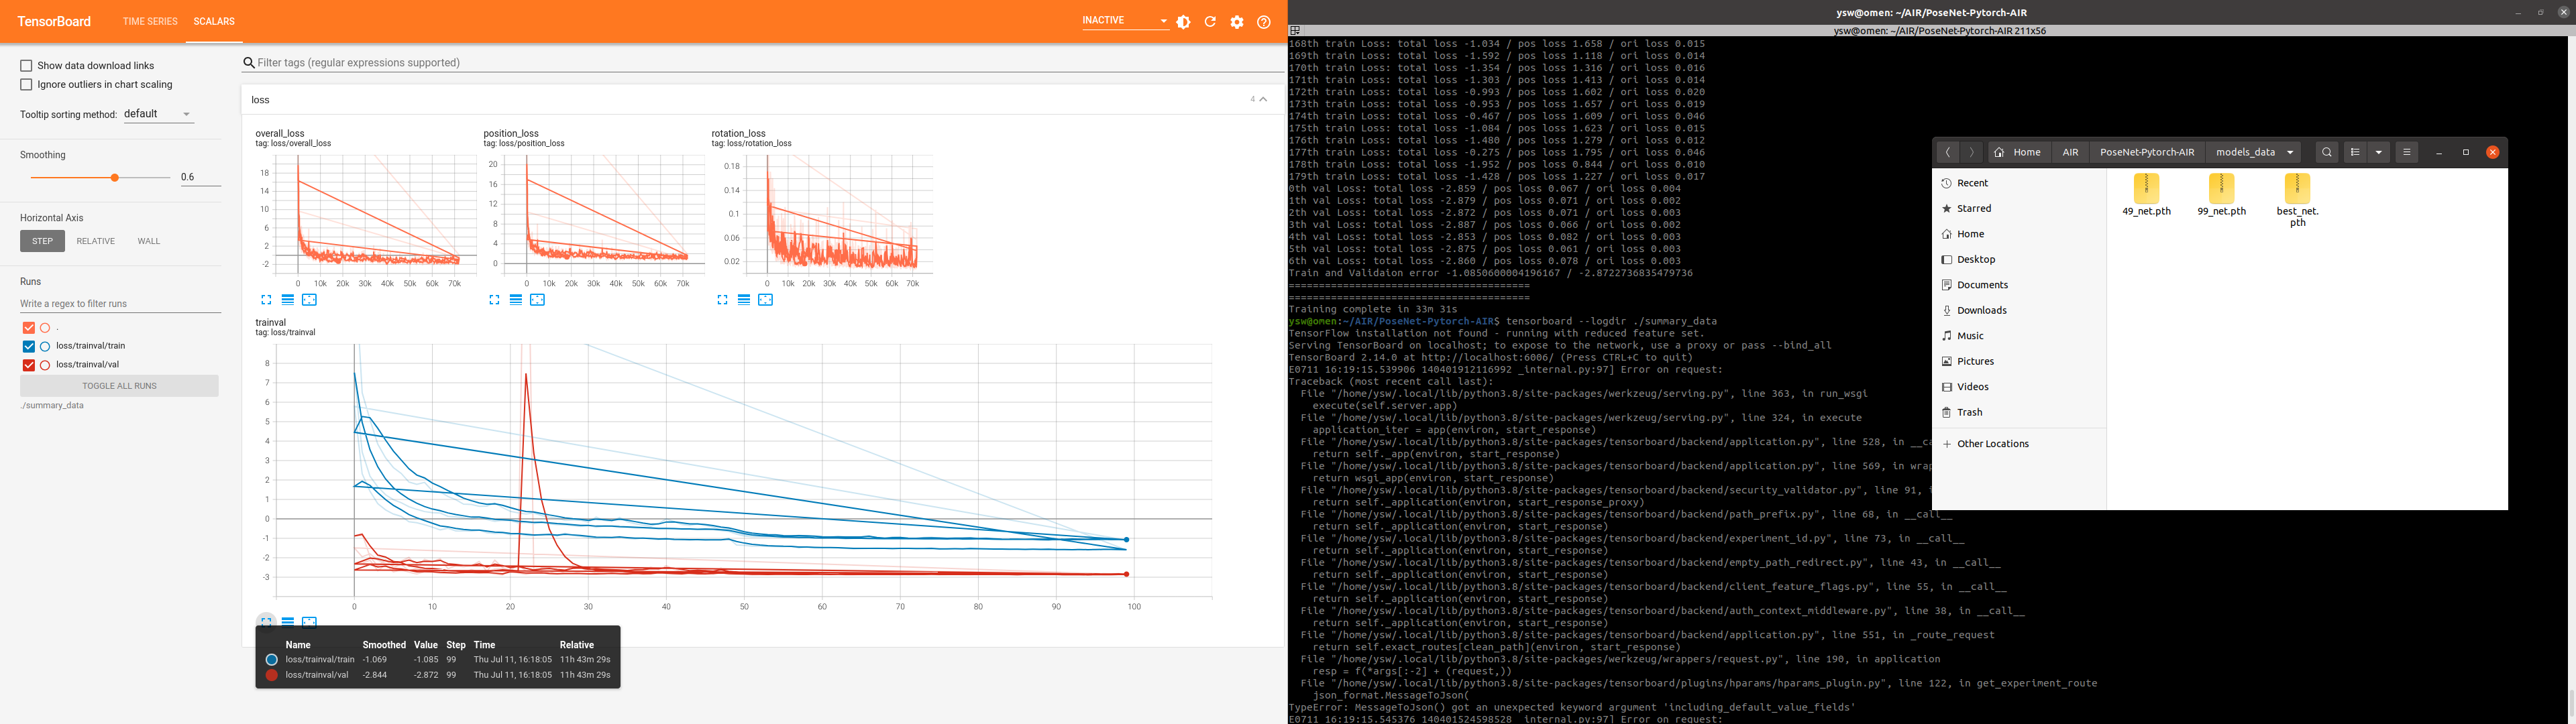 TensorBoard
TIME SERIES
SCALARS
INACTIVE
Show data download links
Ignore outliers in chart scaling
Tooltip sorting method: default
Smoothing
0.6
Horizontal Axis
STEP
RELATIVE
WALL
Runs
Write a regex to filter runs
.
loss/trainval/train
loss/trainval/val
TOGGLE ALL RUNS
./summary_data
Filter tags (regular expressions supported)
loss
4
overall_loss
tag: loss/overall_loss
18
14
10
6
2
-2
0 10k 20k 30k 40k 50k 60k 70k
position_loss
tag: loss/position_loss
20
16
12
8
4
0
0 10k 20k 30k 40k 50k 60k 70k
rotation_loss
tag: loss/rotation_loss
0.18
0.14
0.1
0.06
0.02
0 10k 20k 30k 40k 50k 60k 70k
trainval
tag: loss/trainval
8
7
6
5
4
3
2
1
0
-1
-2
-3
0 10 20 30 40 50 60 70 80 90 100
Name Smoothed Value Step Time Relative
loss/trainval/train -1.069 -1.085 99 Thu Jul 11, 16:18:05 11h 43m 29s
loss/trainval/val -2.844 -2.872 99 Thu Jul 11, 16:18:05 11h 43m 29s
ysw@omen: ~/AIR/PoseNet-Pytorch-AIR
ysw@omen: ~/AIR/PoseNet-Pytorch-AIR 211x56
168th train Loss: total loss -1.034 / pos loss 1.658 / ori loss 0.015
169th train Loss: total loss -1.592 / pos loss 1.118 / ori loss 0.014
170th train Loss: total loss -1.354 / pos loss 1.316 / ori loss 0.016
171th train Loss: total loss -1.303 / pos loss 1.413 / ori loss 0.014
172th train Loss: total loss -0.993 / pos loss 1.602 / ori loss 0.020
173th train Loss: total loss -0.953 / pos loss 1.657 / ori loss 0.019
174th train Loss: total loss -0.467 / pos loss 1.609 / ori loss 0.046
175th train Loss: total loss -1.084 / pos loss 1.623 / ori loss 0.015
176th train Loss: total loss -1.480 / pos loss 1.279 / ori loss 0.012
177th train Loss: total loss -0.275 / pos loss 1.795 / ori loss 0.046
178th train Loss: total loss -1.952 / pos loss 0.844 / ori loss 0.010
179th train Loss: total loss -1.428 / pos loss 1.227 / ori loss 0.017
0th val Loss: total loss -2.859 / pos loss 0.067 / ori loss 0.004
1th val Loss: total loss -2.879 / pos loss 0.071 / ori loss 0.002
2th val Loss: total loss -2.872 / pos loss 0.071 / ori loss 0.003
3th val Loss: total loss -2.887 / pos loss 0.066 / ori loss 0.002
4th val Loss: total loss -2.853 / pos loss 0.082 / ori loss 0.003
5th val Loss: total loss -2.875 / pos loss 0.061 / ori loss 0.003
6th val Loss: total loss -2.860 / pos loss 0.078 / ori loss 0.003
Train and Validaion error -1.0850600004196167 / -2.8722736835479736
========================================
========================================
Training complete in 33m 31s
ysw@omen:~/AIR/PoseNet-Pytorch-AIR$ tensorboard --logdir ./summary_data
TensorFlow installation not found - running with reduced feature set.
Serving TensorBoard on localhost; to expose to the network, use a proxy or pass --bind_all
TensorBoard 2.14.0 at http://localhost:6006/ (Press CTRL+C to quit)
E0711 16:19:15.539906 140401912116992 _internal.py:97] Error on request:
Traceback (most recent call last):
File "/home/ysw/.local/lib/python3.8/site-packages/werkzeug/serving.py", line 363, in run_wsgi
execute(self.server.app)
File "/home/ysw/.local/lib/python3.8/site-packages/werkzeug/serving.py", line 324, in execute
application_iter = app(environ, start_response)
File "/home/ysw/.local/lib/python3.8/site-packages/tensorboard/backend/application.py", line 528, in __ca
return self._app(environ, start_response)
File "/home/ysw/.local/lib/python3.8/site-packages/tensorboard/backend/application.py", line 569, in wrap
return wsgi_app(environ, start_response)
File "/home/ysw/.local/lib/python3.8/site-packages/tensorboard/backend/security_validator.py", line 91, i
return self._application(environ, start_response_proxy)
File "/home/ysw/.local/lib/python3.8/site-packages/tensorboard/backend/path_prefix.py", line 68, in __call__
return self._application(environ, start_response)
File "/home/ysw/.local/lib/python3.8/site-packages/tensorboard/backend/experiment_id.py", line 73, in __call__
return self._application(environ, start_response)
File "/home/ysw/.local/lib/python3.8/site-packages/tensorboard/backend/empty_path_redirect.py", line 43, in __call__
return self._application(environ, start_response)
File "/home/ysw/.local/lib/python3.8/site-packages/tensorboard/backend/client_feature_flags.py", line 55, in __call__
return self._application(environ, start_response)
File "/home/ysw/.local/lib/python3.8/site-packages/tensorboard/backend/auth_context_middleware.py", line 38, in __call__
return self._application(environ, start_response)
File "/home/ysw/.local/lib/python3.8/site-packages/tensorboard/backend/application.py", line 551, in _route_request
return self.exact_routes[clean_path](environ, start_response)
File "/home/ysw/.local/lib/python3.8/site-packages/werkzeug/wrappers/request.py", line 190, in application
resp = f(*args[:-2] + (request,))
File "/home/ysw/.local/lib/python3.8/site-packages/tensorboard/plugins/hparams/hparams_plugin.py", line 122, in get_experiment_route
json_format.MessageToJson(
TypeError: MessageToJson() got an unexpected keyword argument 'including_default_value_fields'
E0711 16:19:15.545376 140401524598528 _internal.py:97] Error on request:
Home
AIR
PoseNet-Pytorch-AIR
models_data
Recent
Starred
Home
Desktop
Documents
Downloads
Music
Pictures
Videos
Trash
Other Locations
49_net.pth
99_net.pth
best_net.
pth